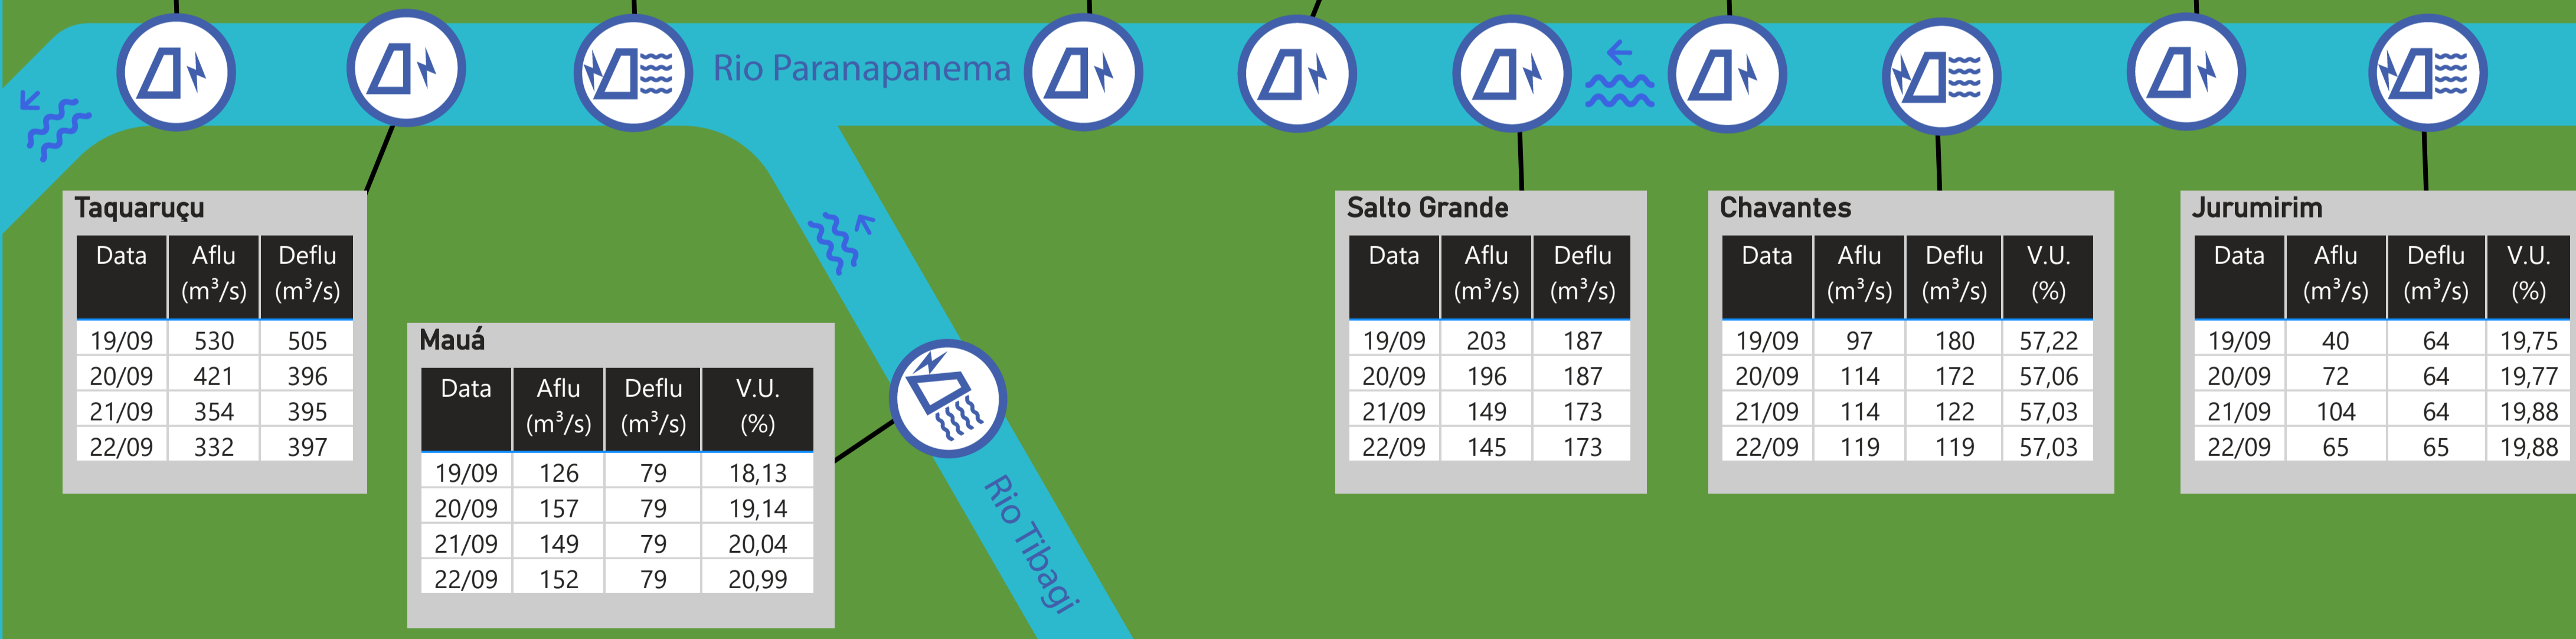 Rio Paranapanema
Taquaruçu
Data Aflu (m³/s) Deflu (m³/s)
19/09 530 505
20/09 421 396
21/09 354 395
22/09 332 397
Mauá
Data Aflu (m³/s) Deflu (m³/s) V.U. (%)
19/09 126 79 18,13
20/09 157 79 19,14
21/09 149 79 20,04
22/09 152 79 20,99
Rio Tibagi
Salto Grande
Data Aflu (m³/s) Deflu (m³/s)
19/09 203 187
20/09 196 187
21/09 149 173
22/09 145 173
Chavantes
Data Aflu (m³/s) Deflu (m³/s) V.U. (%)
19/09 97 180 57,22
20/09 114 172 57,06
21/09 114 122 57,03
22/09 119 119 57,03
Jurumirim
Data Aflu (m³/s) Deflu (m³/s) V.U. (%)
19/09 40 64 19,75
20/09 72 64 19,77
21/09 104 64 19,88
22/09 65 65 19,88